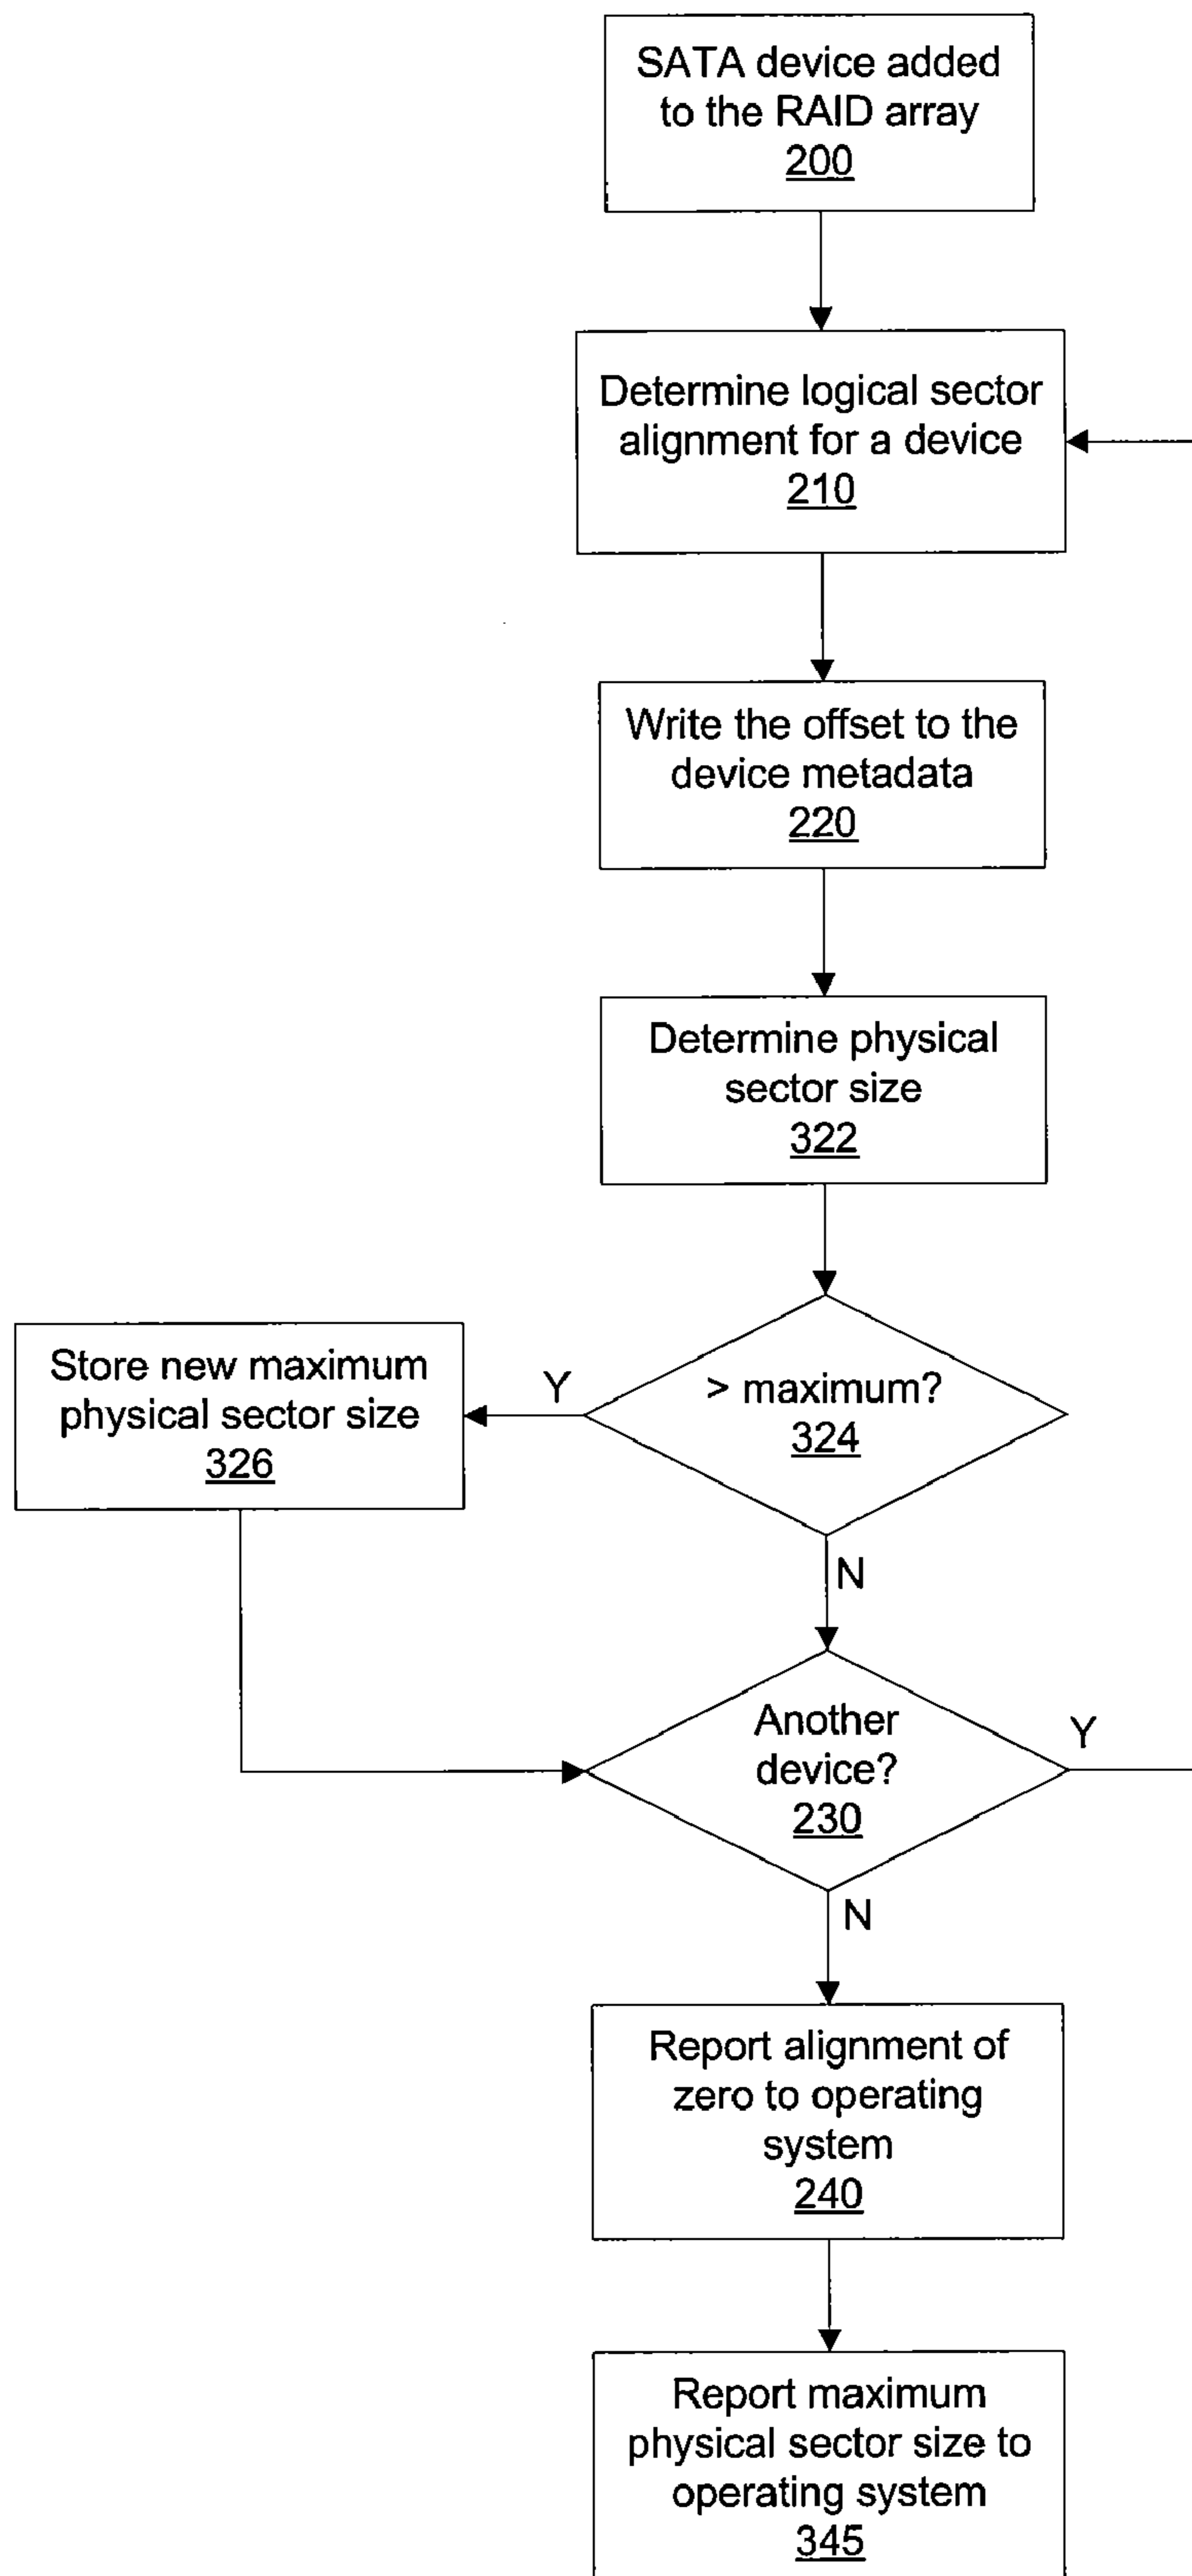 SATA device added
to the RAID array
200
Determine logical sector
alignment for a device
210
Write the offset to the
device metadata
220
Determine physical
sector size
322
> maximum?
324
Y
N
Store new maximum
physical sector size
326
Another
device?
230
Y
N
Report alignment of
zero to operating
system
240
Report maximum
physical sector size to
operating system
345